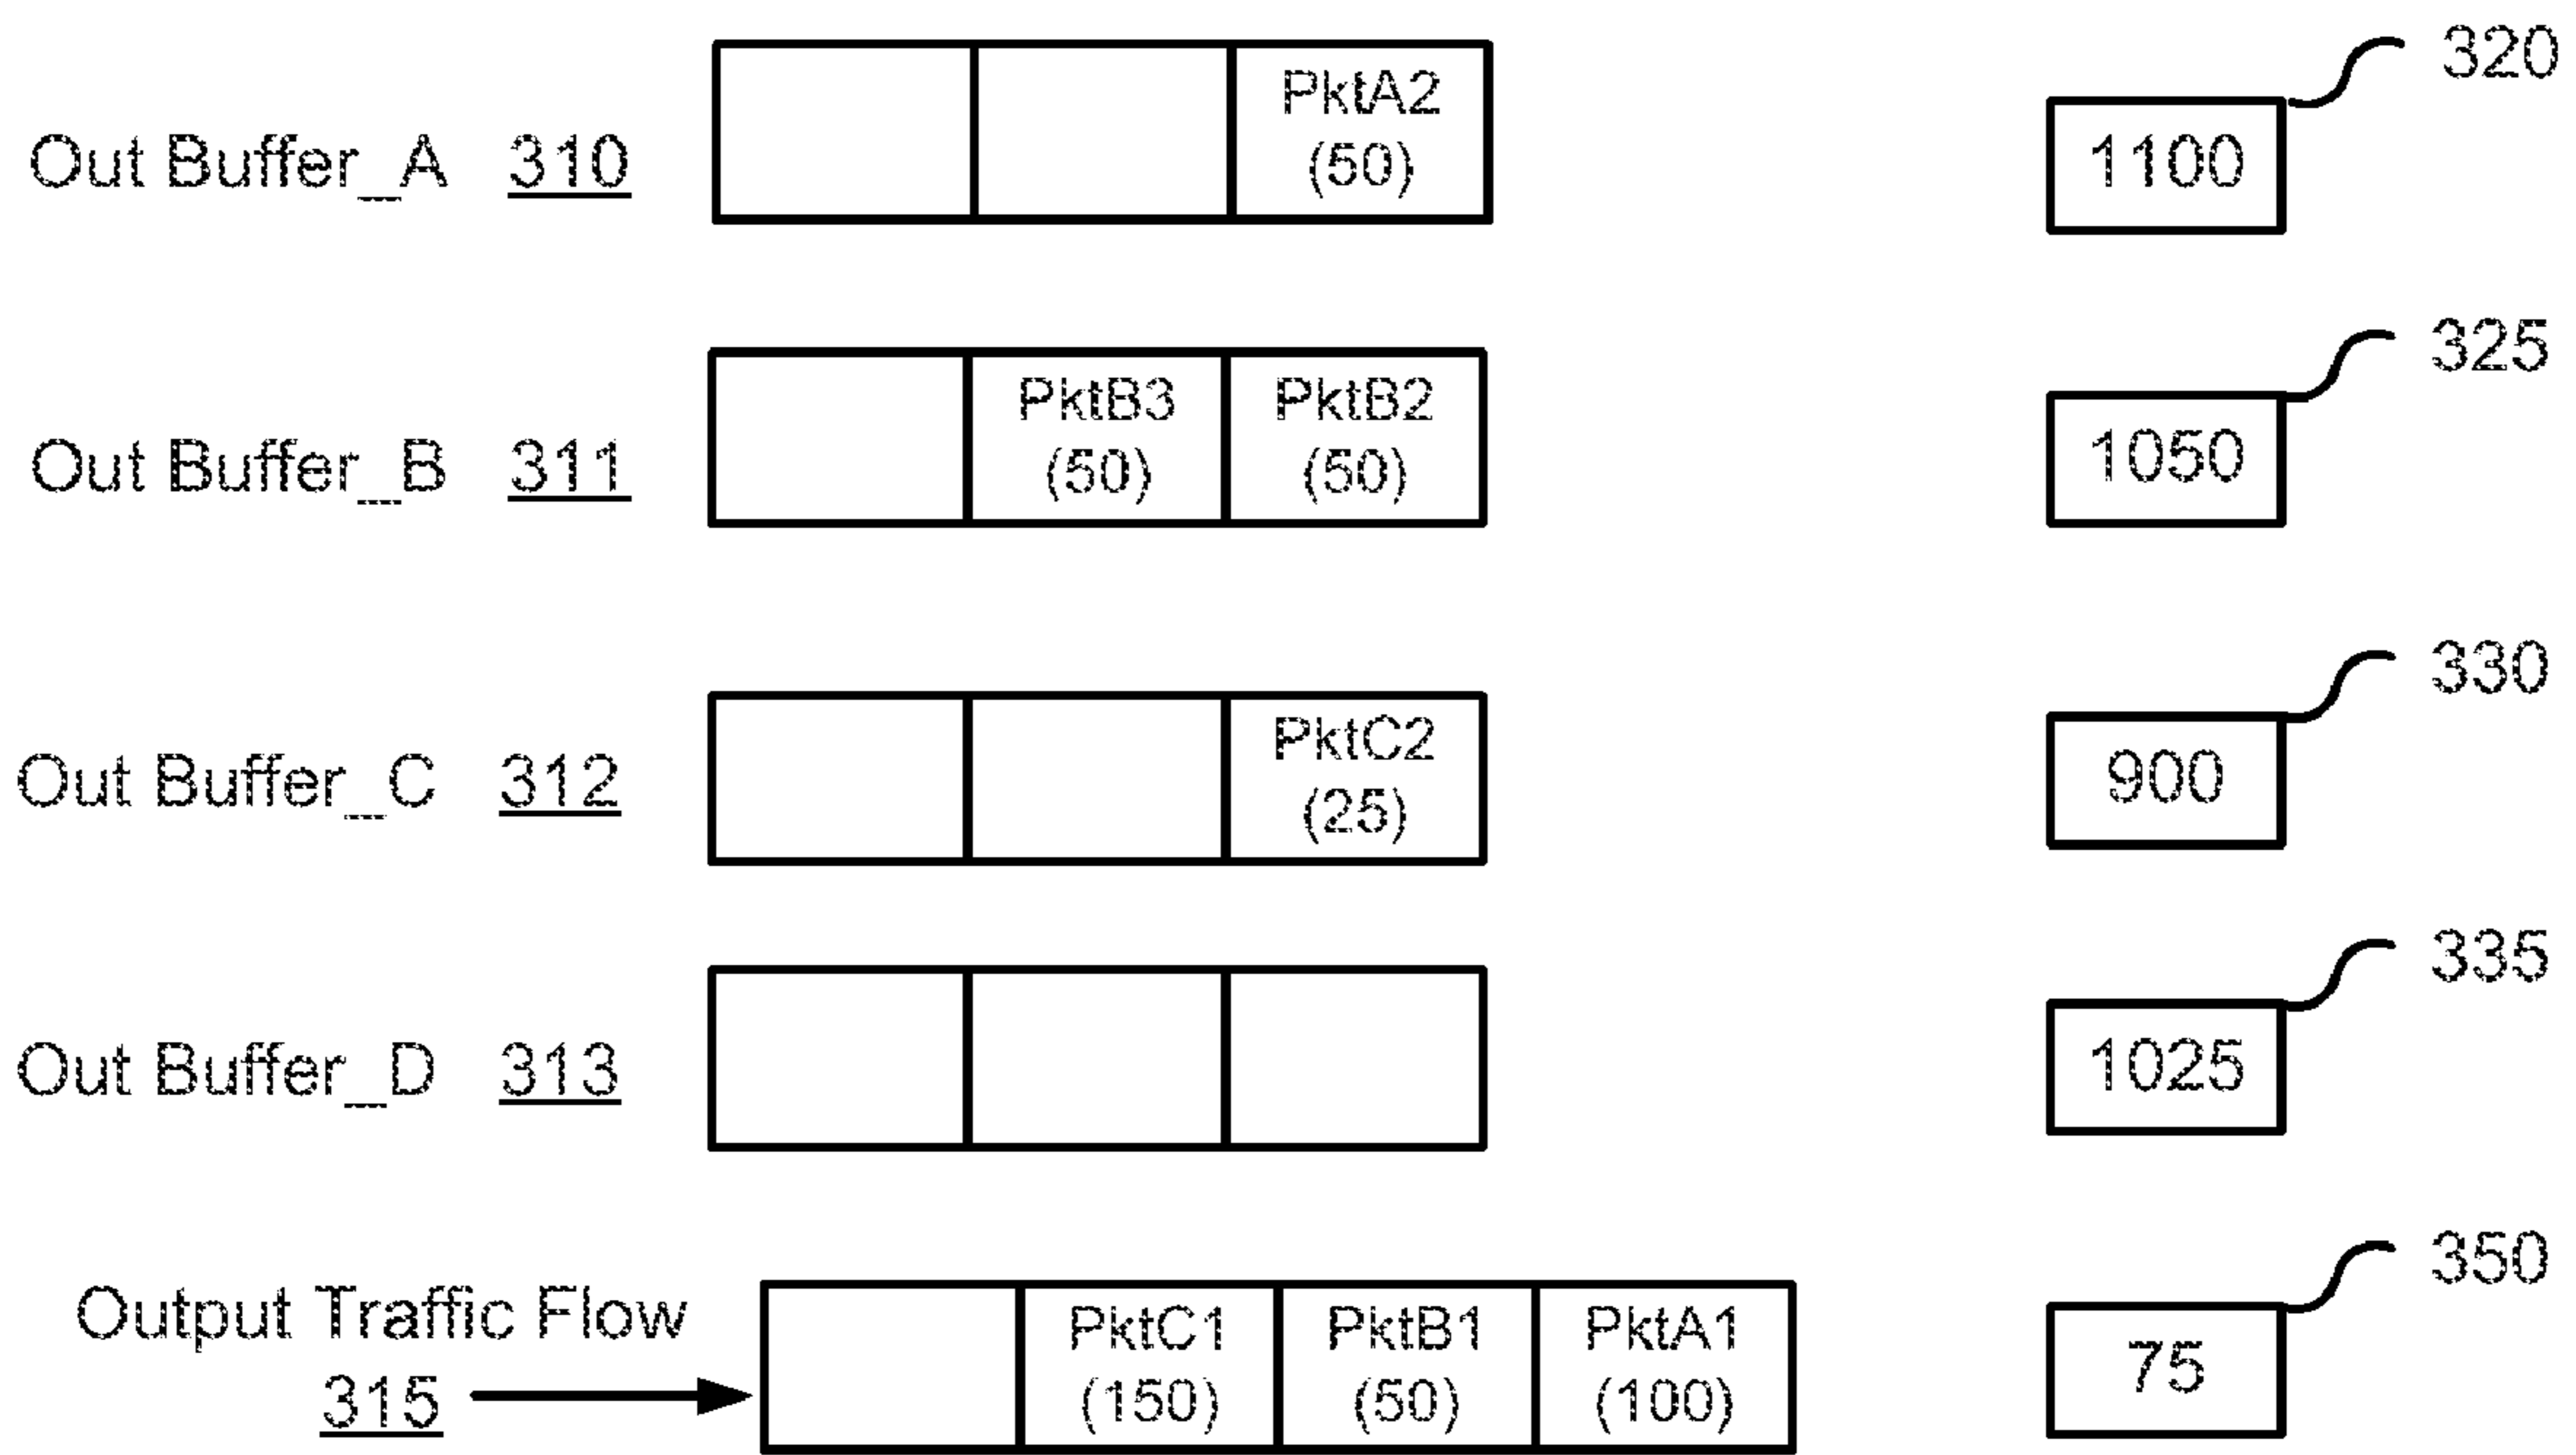 320
PktA2
Out Buffer_A 310 (50) 1100
325
PktB3 PktB2
Out Buffer_B 311 (50) (50) 1050
330
PktC2
Out Buffer_C 312 (25) 900
335
Out Buffer_D 313 1025
350
Output Traffic Flow PktC1 PktB1 PktA1
315 (150) (50) (100) 75